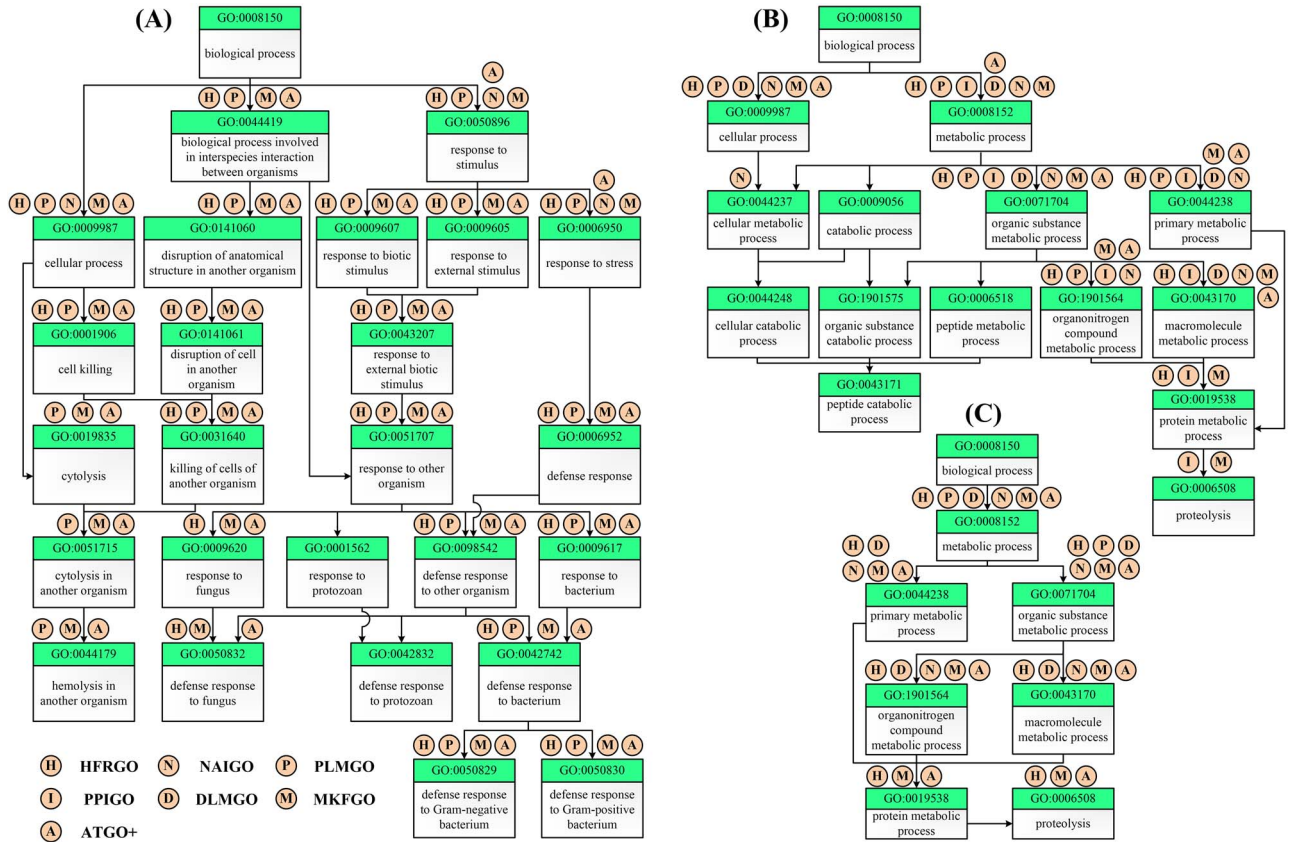 (A)
GO:0008150
biological process
A
H P M A
H P N M
GO:0044419
biological process involved
in interspecies interaction
between organisms
GO:0050896
response to
stimulus
A
H P N M A
H P M A
H P M A
H P M A
H P N M
GO:0009987
cellular process
GO:0141060
disruption of anatomical
structure in another organism
GO:0009607
response to biotic
stimulus
GO:0009605
response to
external stimulus
GO:0006950
response to stress
H P M A
H P M A
H P M A
GO:0001906
cell killing
GO:0141061
disruption of cell
in another
organism
GO:0043207
response to
external biotic
stimulus
P M A
H P M A
H P M A
H P M A
GO:0019835
cytolysis
GO:0031640
killing of cells of
another organism
GO:0051707
response to other
organism
GO:0006952
defense response
P M A
H M A
H P M A
H P M A
GO:0051715
cytolysis in
another organism
GO:0009620
response to
fungus
GO:0001562
response to
protozoan
GO:0098542
defense response
to other organism
GO:0009617
response to
bacterium
P M A
H M A
H P M A
GO:0044179
hemolysis in
another organism
GO:0050832
defense response
to fungus
GO:0042832
defense response
to protozoan
GO:0042742
defense response
to bacterium
H P M A
H P M A
GO:0050829
defense response
to Gram-negative
bacterium
GO:0050830
defense response
to Gram-positive
bacterium
H HFRGO N NAIGO P PLMGO
I PPIGO D DLMGO M MKFGO
A ATGO+
(B)
GO:0008150
biological process
A
H P D N M A
H P I D N M
GO:0009987
cellular process
GO:0008152
metabolic process
M A
N
H P I D N M A
H P I D N
GO:0044237
cellular metabolic
process
GO:0009056
catabolic process
GO:0071704
organic substance
metabolic process
GO:0044238
primary metabolic
process
M A
H P I N
H I D N M
A
GO:0044248
cellular catabolic
process
GO:1901575
organic substance
catabolic process
GO:0006518
peptide metabolic
process
GO:1901564
organonitrogen
compound
metabolic process
GO:0043170
macromolecule
metabolic process
GO:0043171
peptide catabolic
process
H I M
GO:0019538
protein metabolic
process
I M
GO:0006508
proteolysis
(C)
GO:0008150
biological process
H P D N M A
GO:0008152
metabolic process
H D
N M A
H P D
N M A
GO:0044238
primary metabolic
process
GO:0071704
organic substance
metabolic process
H D N M A
H D N M A
GO:1901564
organonitrogen
compound
metabolic process
GO:0043170
macromolecule
metabolic process
H M A
H M A
GO:0019538
protein metabolic
process
GO:0006508
proteolysis